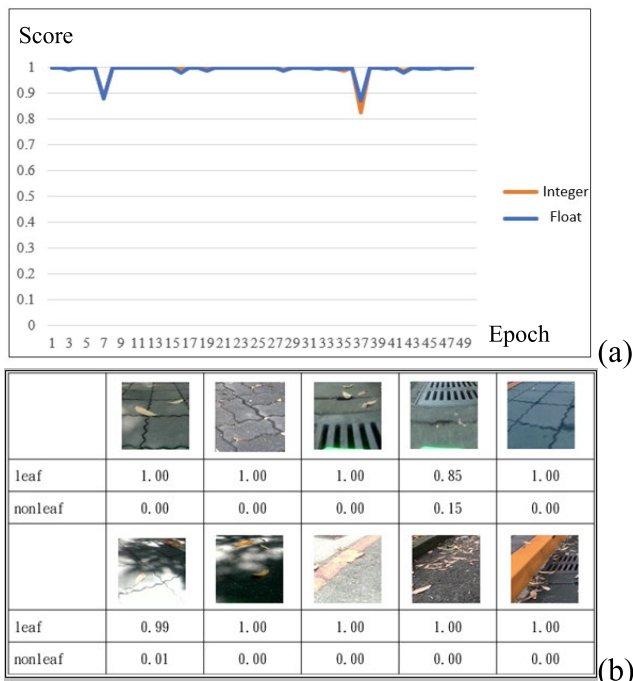 Score
1
0.9
0.8
0.7
0.6
0.5
0.4
0.3
0.2
0.1
0
1 3 5 7 9 11 13 15 17 19 21 23 25 27 29 31 33 35 37 39 41 43 45 47 49
Epoch
Integer
Float
(a)
leaf 1.00 1.00 1.00 0.85 1.00
nonleaf 0.00 0.00 0.00 0.15 0.00
leaf 0.99 1.00 1.00 1.00 1.00
nonleaf 0.01 0.00 0.00 0.00 0.00
(b)